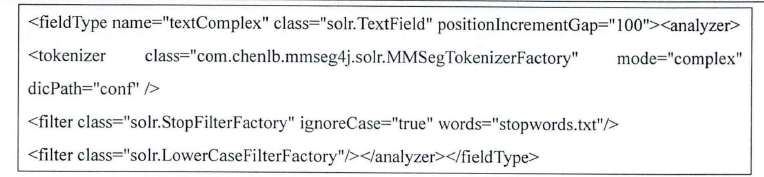 <fieldType name="textComplex" class="solr.TextField" positionIncrementGap="100"><analyzer>
<tokenizer class="com.chenlb.mmseg4j.solr.MMSegTokenizerFactory" mode="complex"
dicPath="conf" />
<filter class="solr.StopFilterFactory" ignoreCase="true" words="stopwords.txt"/>
<filter class="solr.LowerCaseFilterFactory"/></analyzer></fieldType>